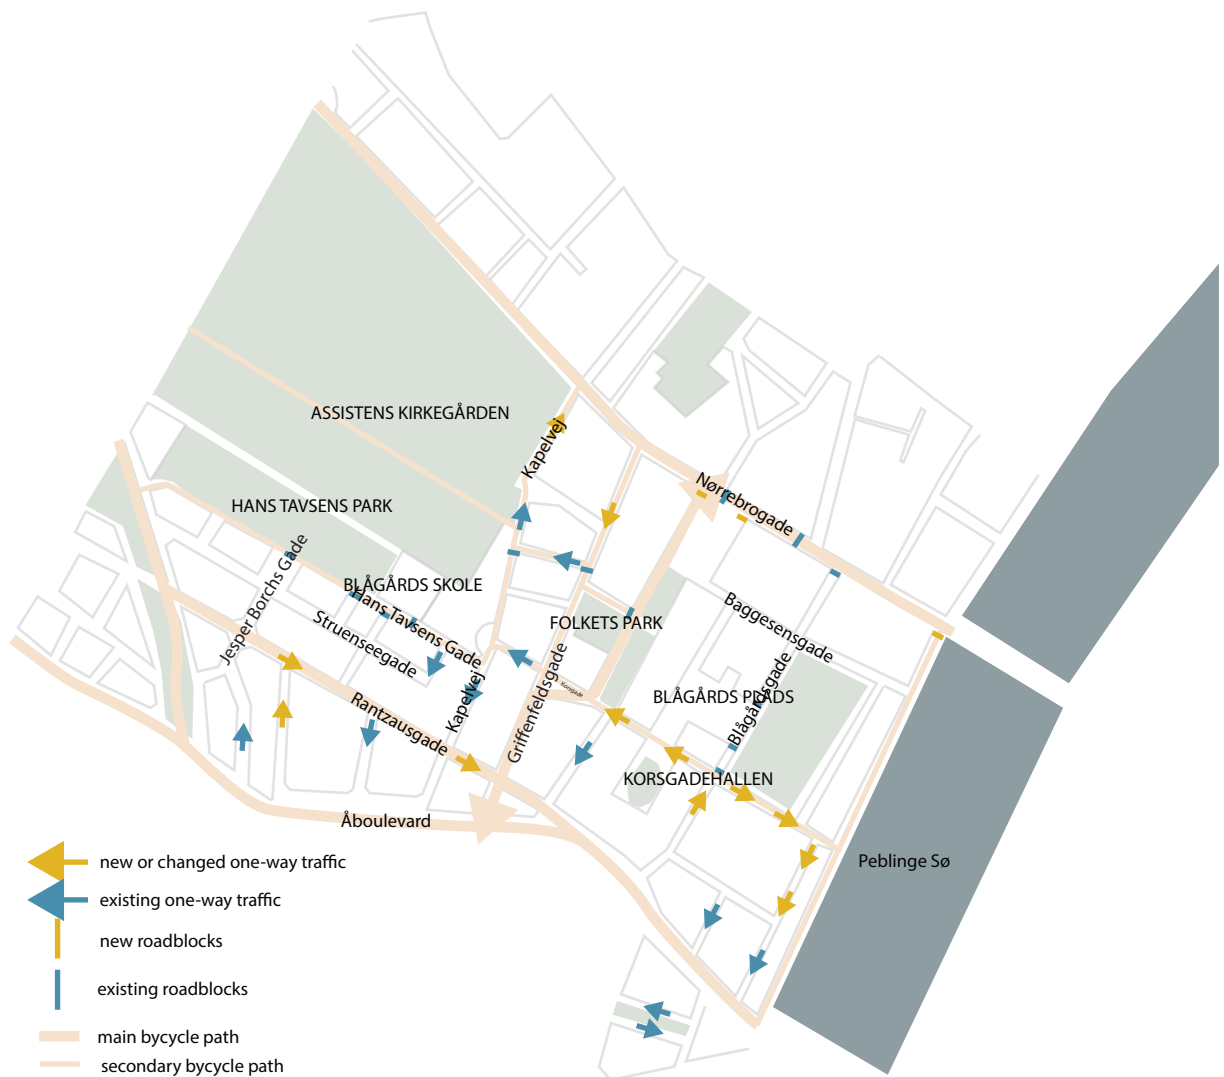 ASSISTENS KIRKEGÅRDEN
Kapelvej
Nørrebrogade
HANS TAVSENS PARK
Jesper Borchs Gade
BLÅGÅRDS SKOLE
Hans Tavsens Gade
Struenseegade
FOLKETS PARK
Baggesensgade
Kapelvej
Korsgade
Griffenfeldsgade
BLÅGÅRDS PLADS
Blågårdsgade
Rantzausgade
KORSGADEHALLEN
Åboulevard
Peblinge Sø
new or changed one-way traffic
existing one-way traffic
new roadblocks
existing roadblocks
main bycycle path
secondary bycycle path